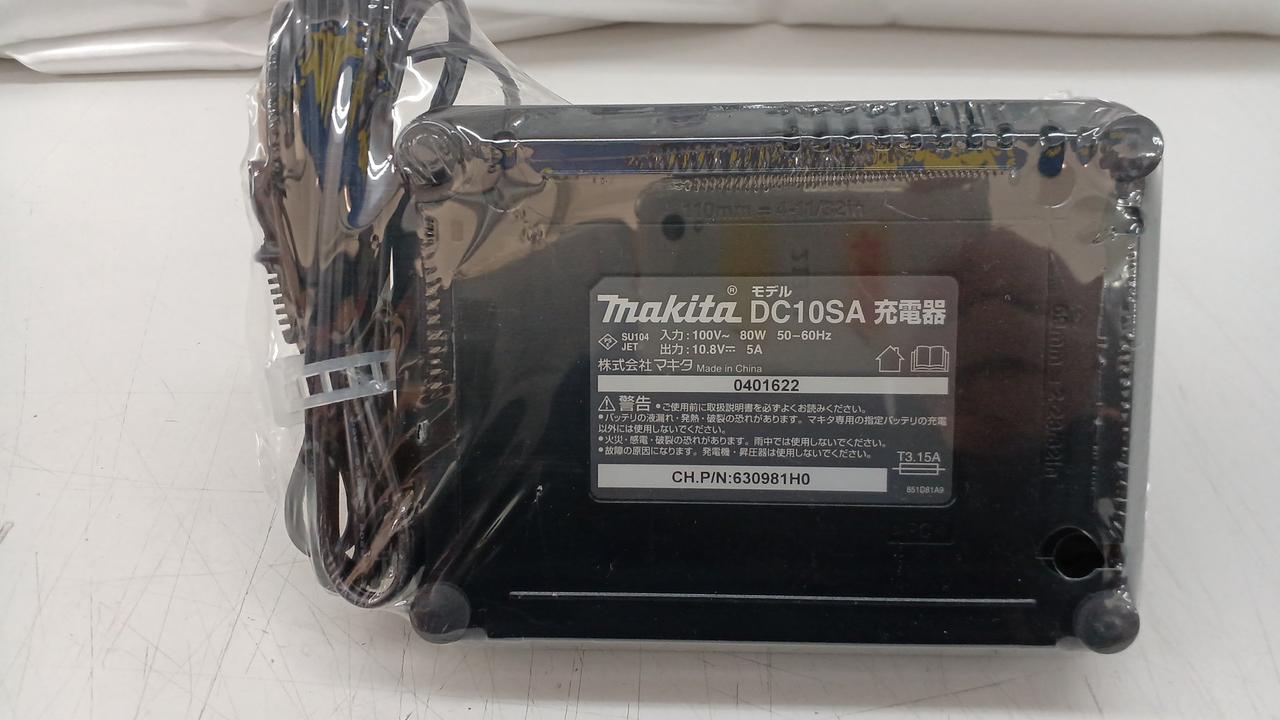 110mm = 4-11/32in
makita® モデル DC10SA 充電器
PS E SU104 JET
入力:100V~ 80W 50-60Hz
出力:10.8V⎓ 5A
株式会社マキタ Made in China
0401622
⚠警告 •ご使用前に取扱説明書を必ずよくお読みください。
•バッテリの液漏れ・発熱・破裂の恐れがあります。マキタ専用の指定バッテリの充電
以外には使用しないでください。
•火災・感電・破裂の恐れがあります。雨中では使用しないでください。
•故障の原因になります。発電機・昇圧器は使用しないでください。
T3.15A
CH.P/N:630981H0
851D81A9
>PC<